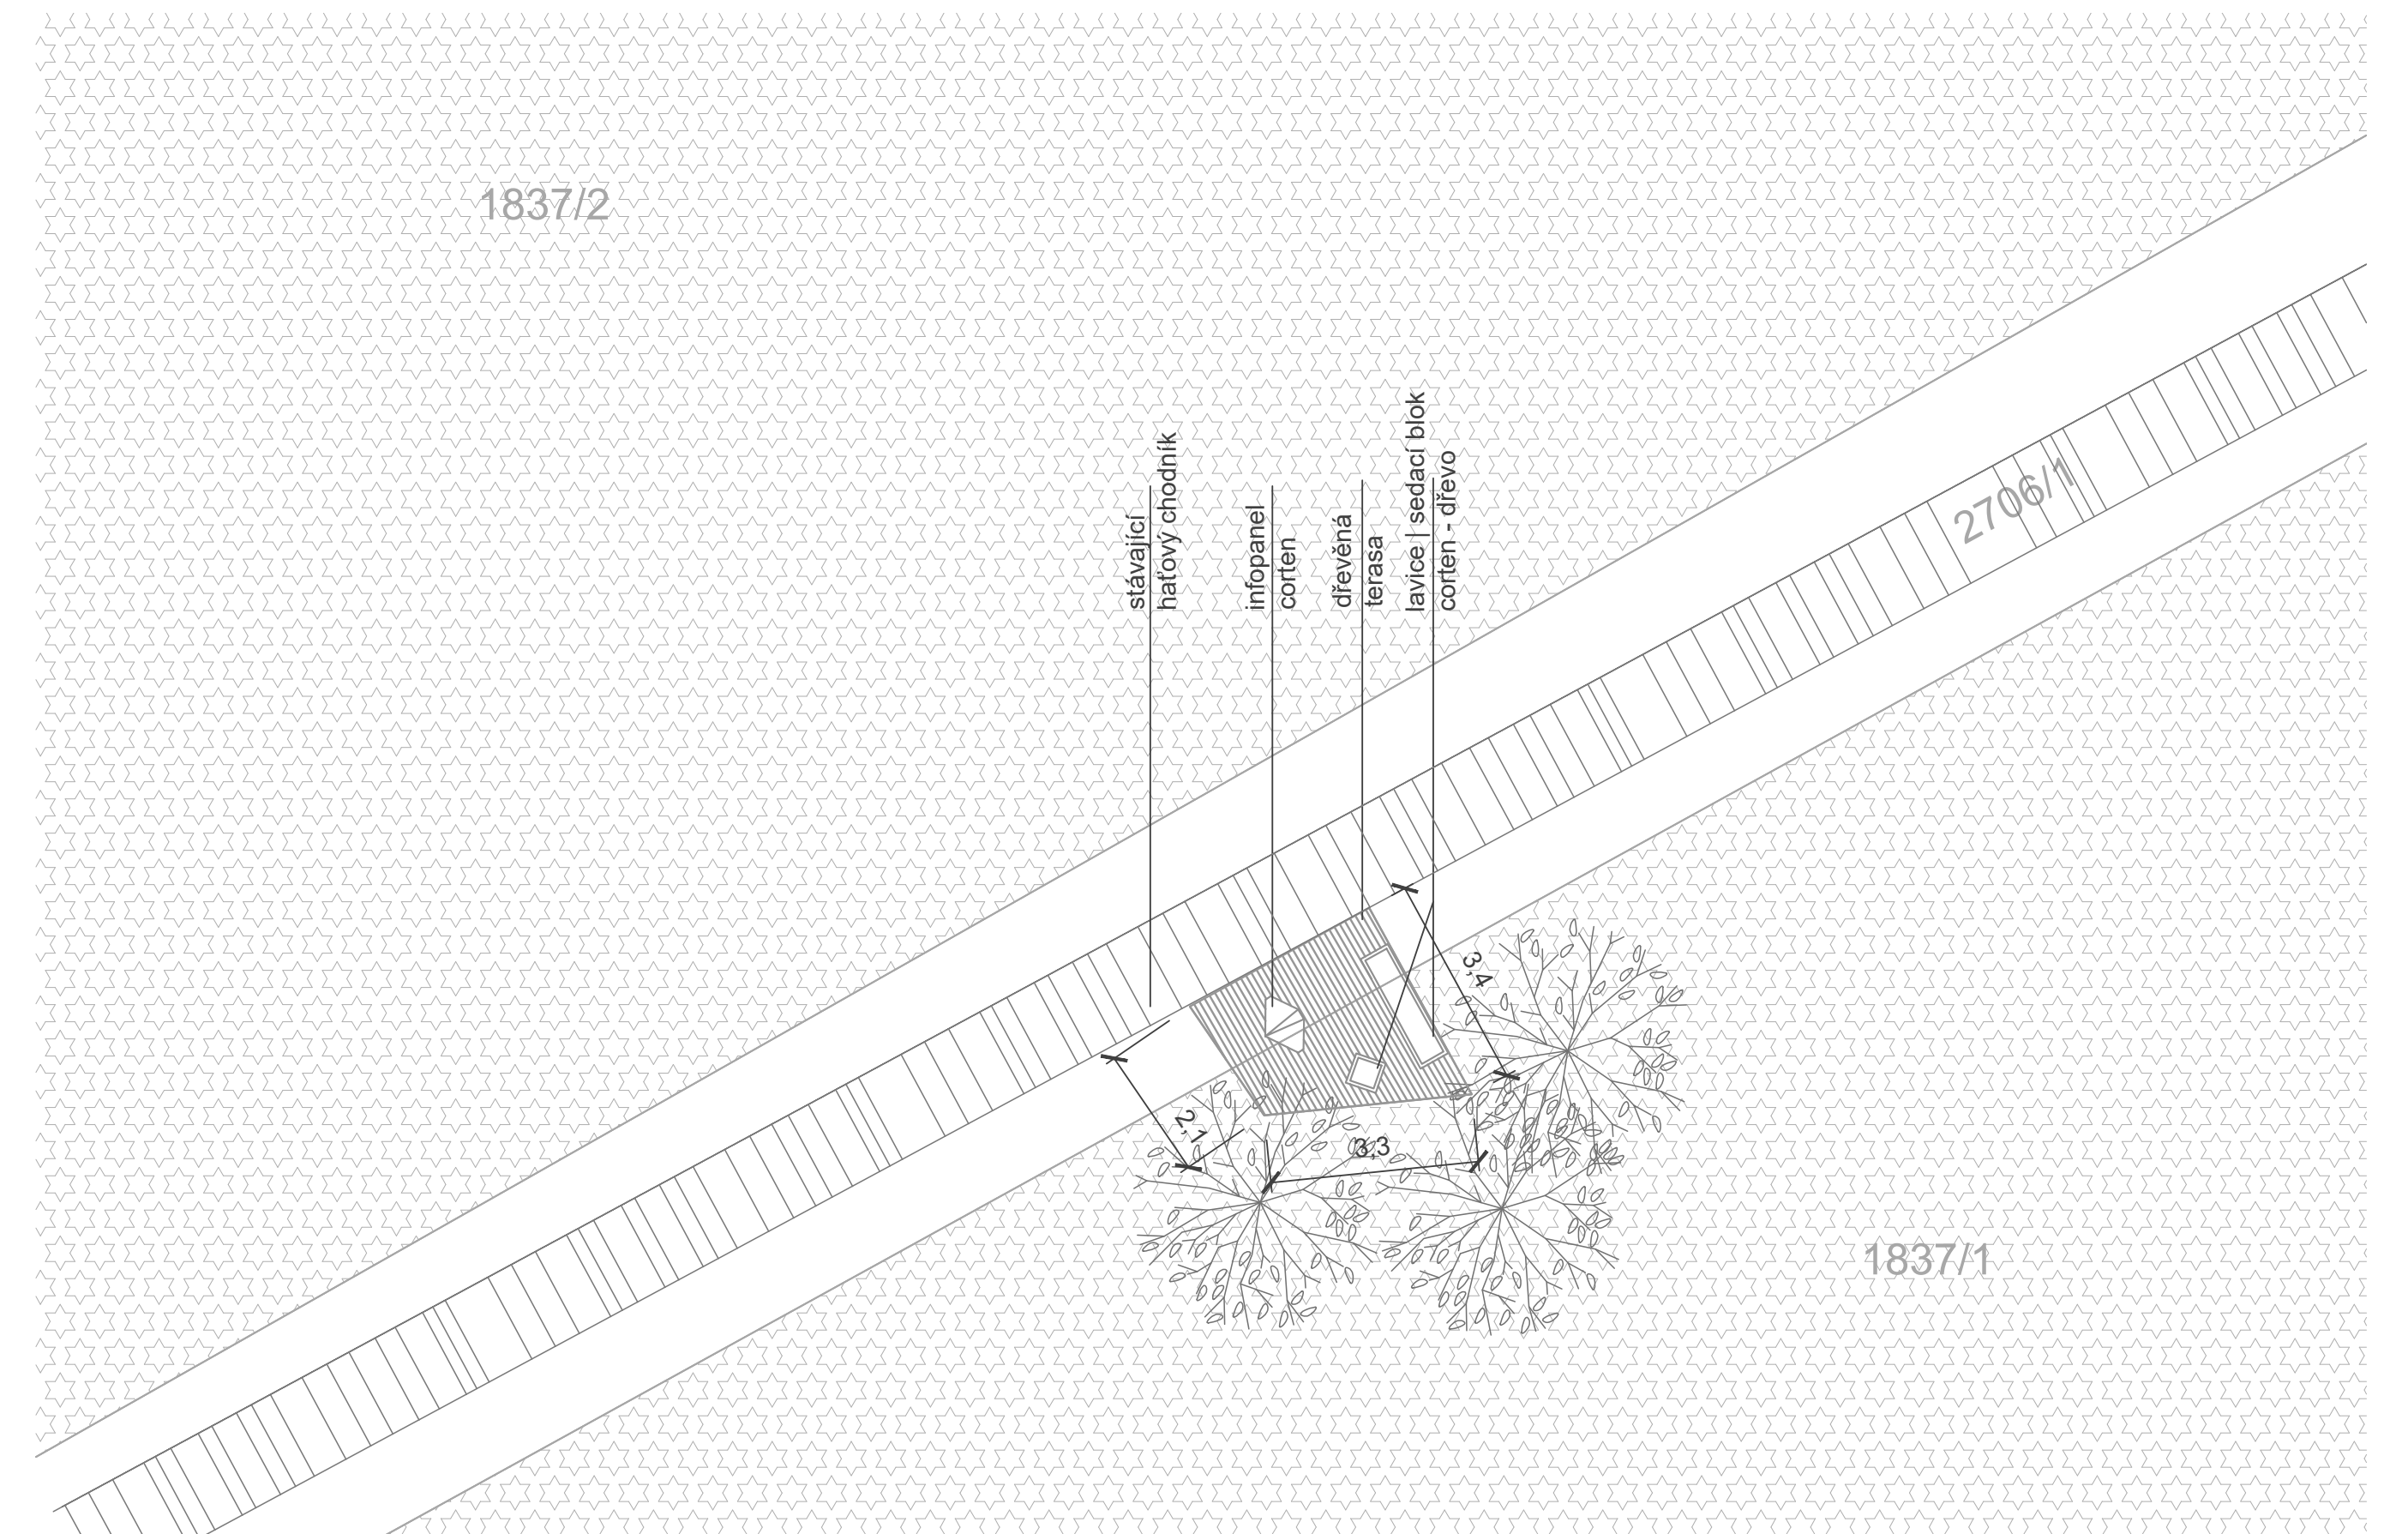 1837/2
stávající
haťový chodník
infopanel
corten
dřevěná
terasa
lavice | sedací blok
corten - dřevo
2706/1
3,4
2,1
3,3
1837/1